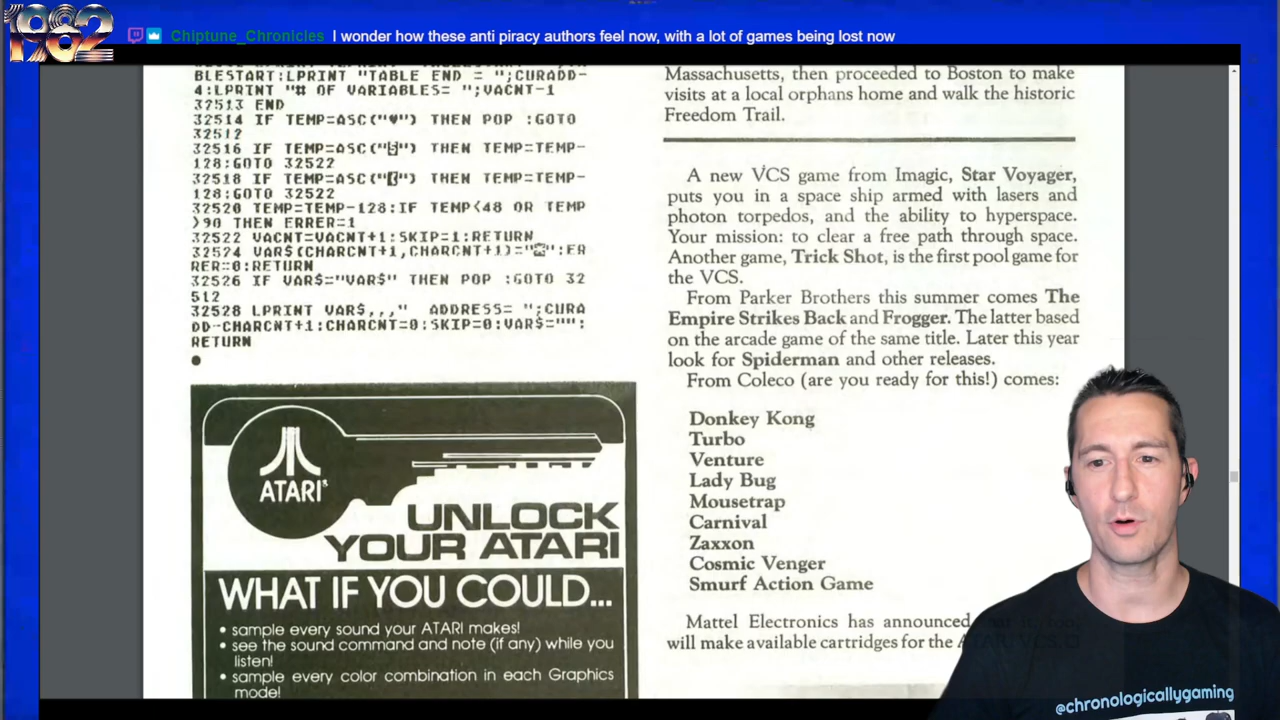 1982
Chiptune_Chronicles I wonder how these anti piracy authors feel now, with a lot of games being lost now
BLESTART:LPRINT "TABLE END = ";CURADD-
4:LPRINT "# OF VARIABLES= ";VACNT-1
32513 END
32514 IF TEMP=ASC("♥") THEN POP :GOTO
32512
32516 IF TEMP=ASC(" ") THEN TEMP=TEMP-
128:GOTO 32522
32518 IF TEMP=ASC(" ") THEN TEMP=TEMP-
128:GOTO 32522
32520 TEMP=TEMP-128:IF TEMP<48 OR TEMP
>90 THEN ERRER=1
32522 VACNT=VACNT+1:SKIP=1:RETURN
32524 VAR$(CHARCNT+1,CHARCNT+1)=" ":ER
RER=0:RETURN
32526 IF VAR$="VAR$" THEN POP :GOTO 32
512
32528 LPRINT VAR$,,," ADDRESS= ";CURA
DD-CHARCNT+1:CHARCNT=0:SKIP=0:VAR$="":
RETURN
ATARI®
UNLOCK
YOUR ATARI
WHAT IF YOU COULD...
• sample every sound your ATARI makes!
• see the sound command and note (if any) while you
listen!
• sample every color combination in each Graphics
mode!
Massachusetts, then proceeded to Boston to make
visits at a local orphans home and walk the historic
Freedom Trail.
A new VCS game from Imagic, Star Voyager,
puts you in a space ship armed with lasers and
photon torpedos, and the ability to hyperspace.
Your mission: to clear a free path through space.
Another game, Trick Shot, is the first pool game for
the VCS.
From Parker Brothers this summer comes The
Empire Strikes Back and Frogger. The latter based
on the arcade game of the same title. Later this year
look for Spiderman and other releases.
From Coleco (are you ready for this!) comes:
Donkey Kong
Turbo
Venture
Lady Bug
Mousetrap
Carnival
Zaxxon
Cosmic Venger
Smurf Action Game
Mattel Electronics has announced
will make available cartridges for the
@chronologicallygaming